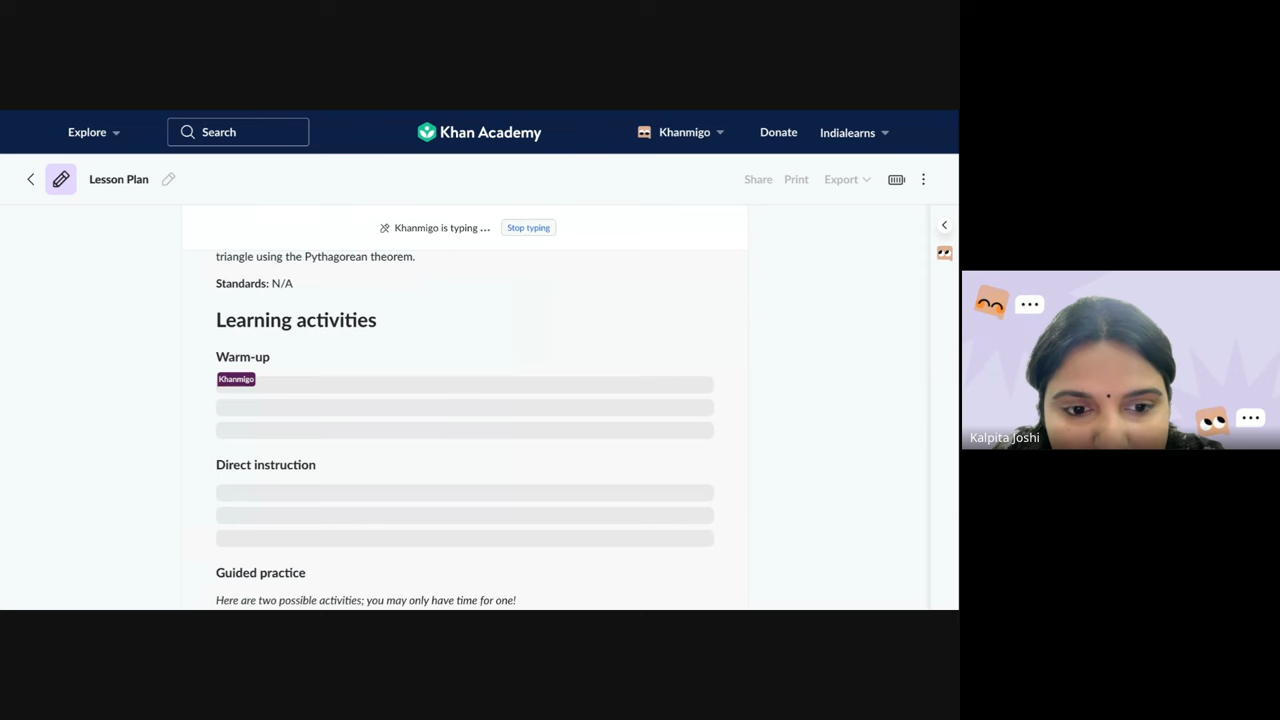 Explore
Search
Khan Academy
Khanmigo
Donate
Indialearns
Lesson Plan
Share
Print
Export
Khanmigo is typing ...
Stop typing
triangle using the Pythagorean theorem.
Standards: N/A
Learning activities
Warm-up
Khanmigo
Direct instruction
Guided practice
Here are two possible activities; you may only have time for one!
Kalpita Joshi